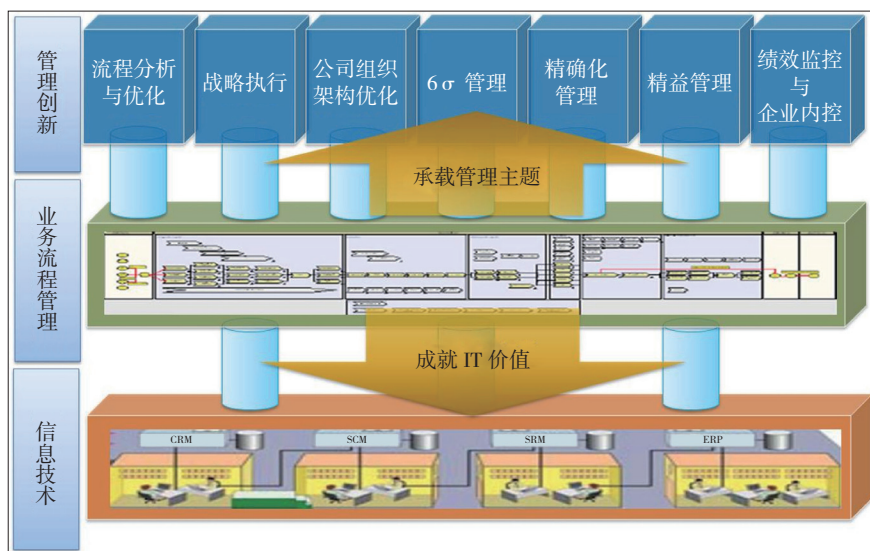 管理创新
流程分析
与优化
战略执行
公司组织
架构优化
6σ 管理
精确化
管理
精益管理
绩效监控
与
企业内控
承载管理主题
业务流程管理
成就 IT 价值
信息技术
CRM
SCM
SRM
ERP